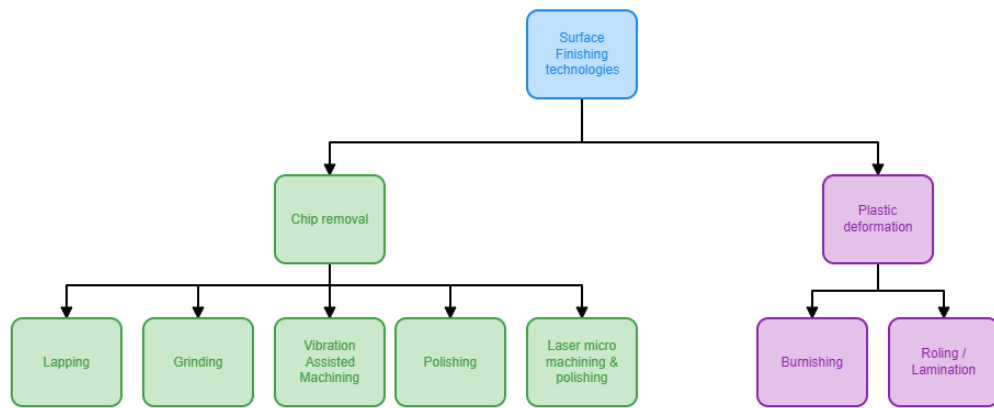 Surface
Finishing
technologies
Chip removal
Plastic
deformation
Lapping
Grinding
Vibration
Assisted
Machining
Polishing
Laser micro
machining &
polishing
Burnishing
Roling /
Lamination